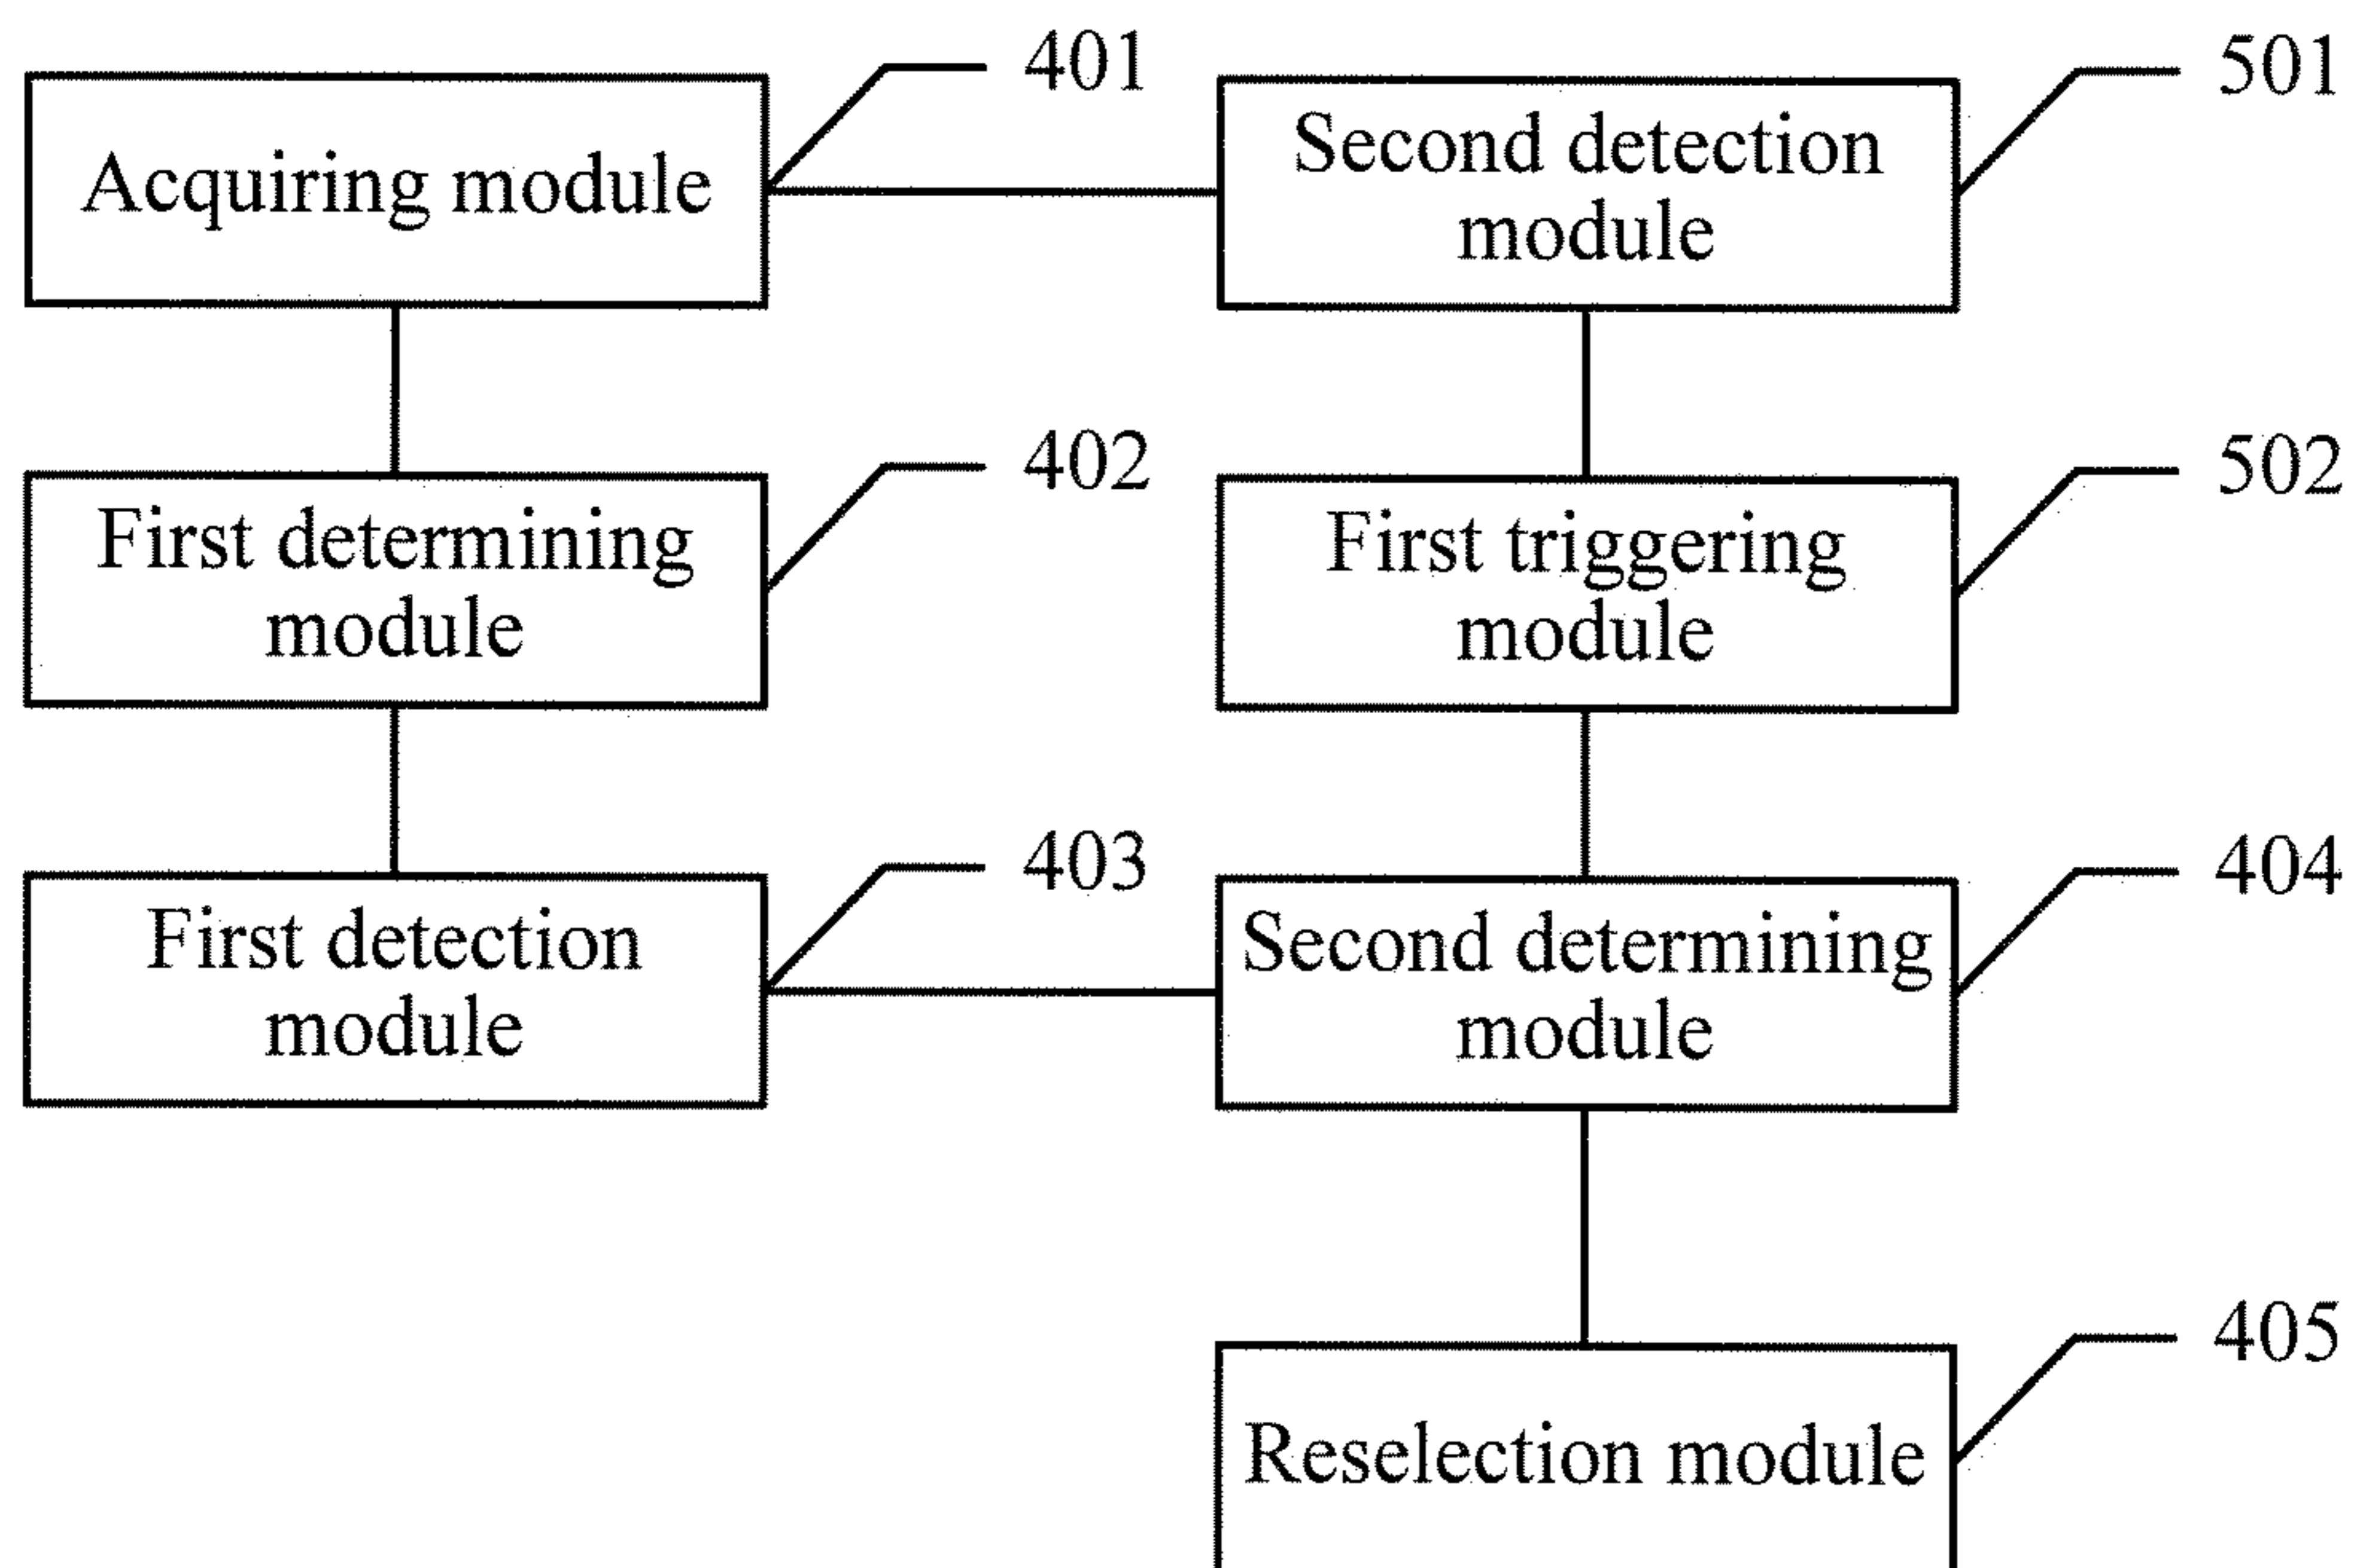 401
Acquiring module
501
Second detection
module
402
First determining
module
502
First triggering
module
403
First detection
module
404
Second determining
module
405
Reselection module